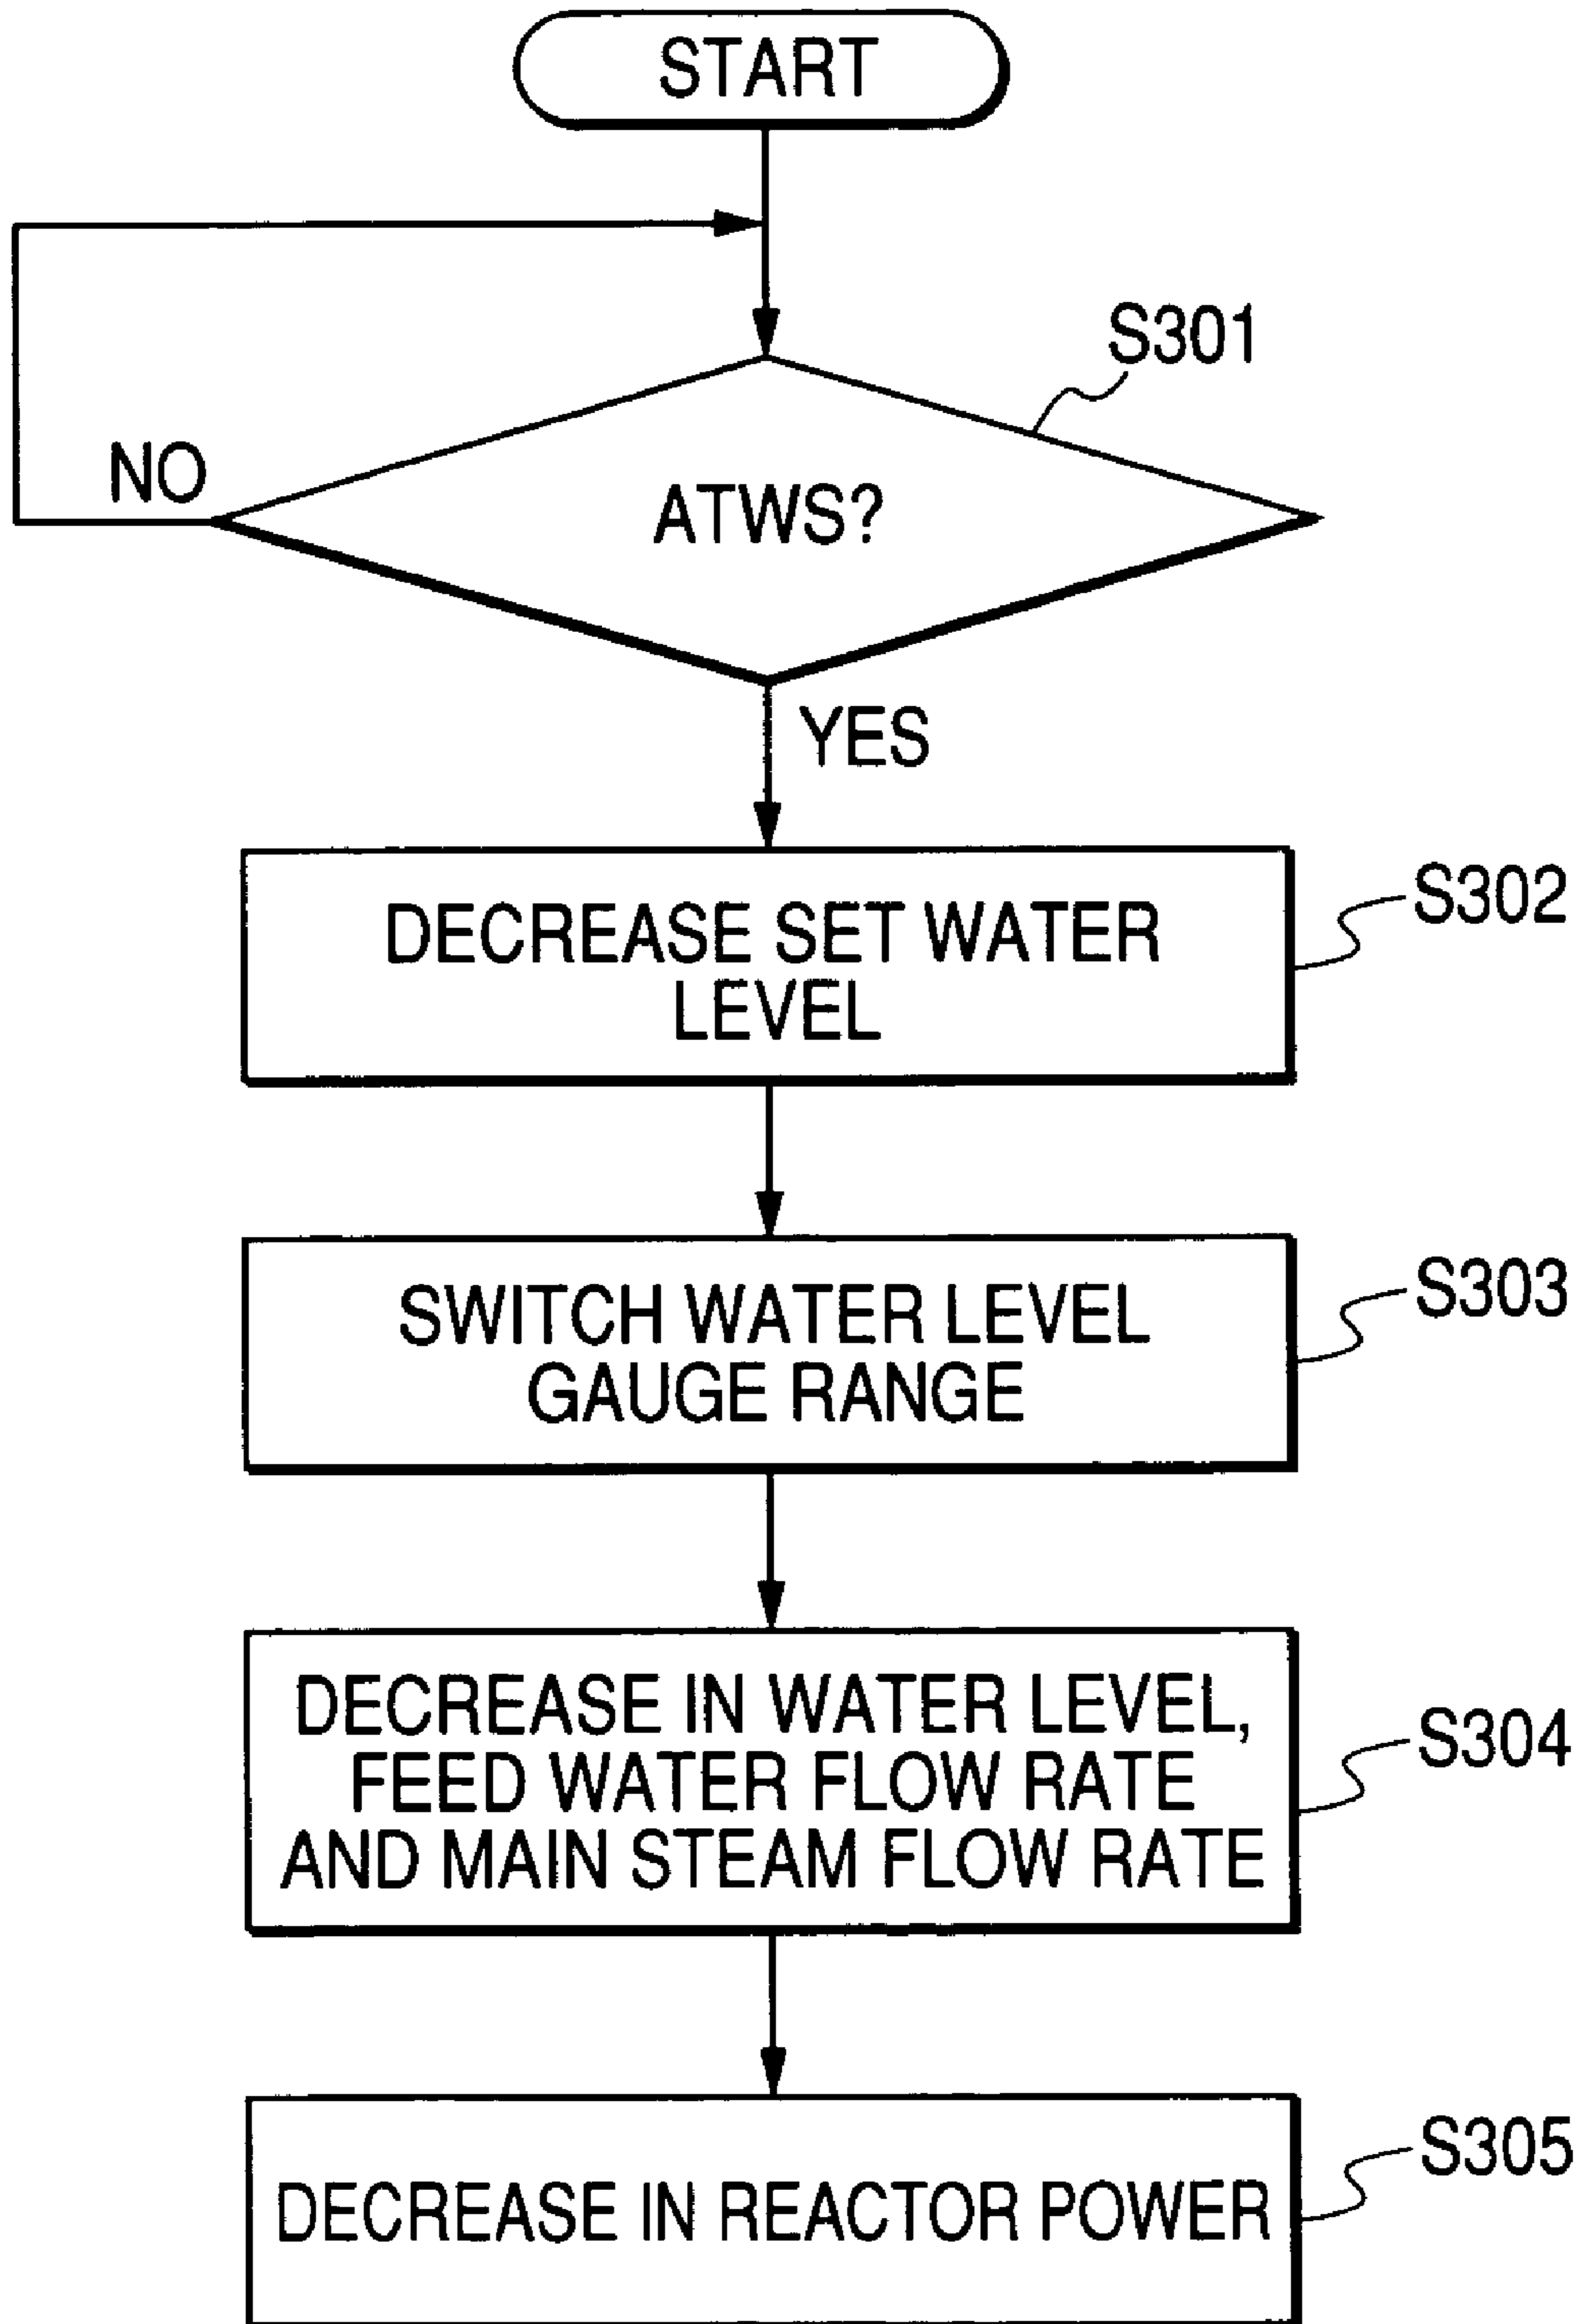 START
S301
NO
ATWS?
YES
DECREASE SET WATER
LEVEL
S302
SWITCH WATER LEVEL
GAUGE RANGE
S303
DECREASE IN WATER LEVEL,
FEED WATER FLOW RATE
AND MAIN STEAM FLOW RATE
S304
DECREASE IN REACTOR POWER
S305